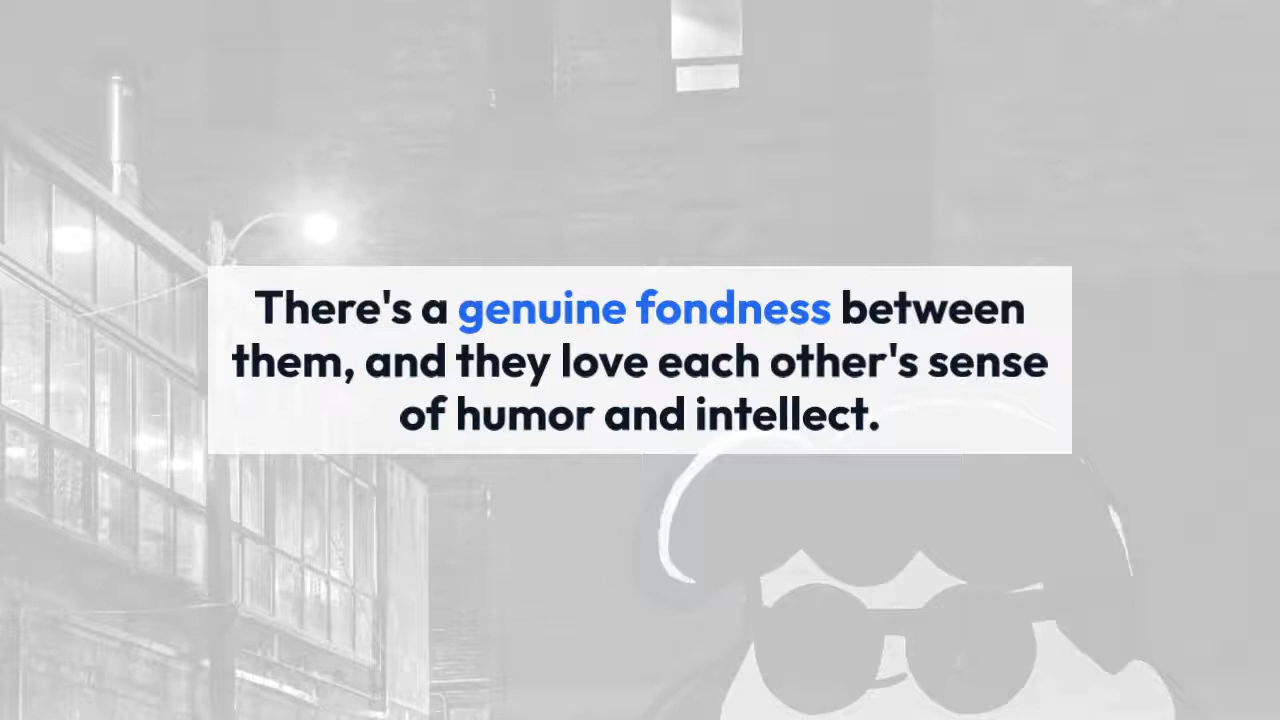 There's a genuine fondness between
them, and they love each other's sense
of humor and intellect.